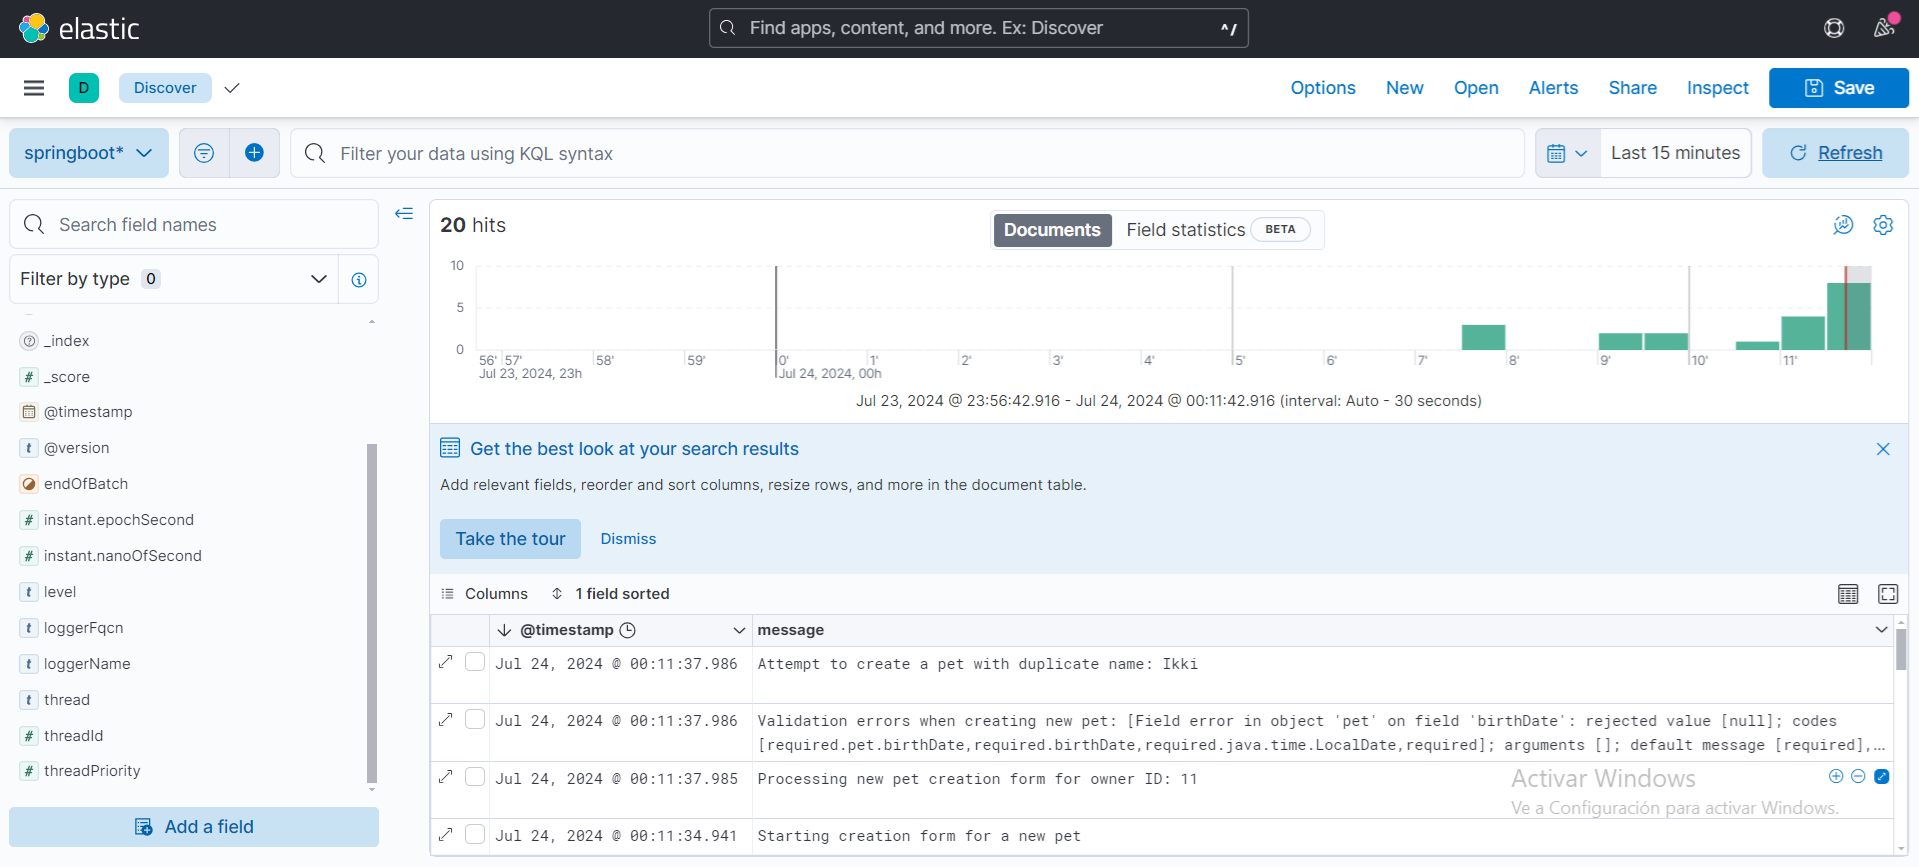 elastic
Find apps, content, and more. Ex: Discover
^/
D
Discover
Options
New
Open
Alerts
Share
Inspect
Save
springboot*
Filter your data using KQL syntax
Last 15 minutes
Refresh
Search field names
Filter by type 0
_index
# _score
@timestamp
t @version
endOfBatch
# instant.epochSecond
# instant.nanoOfSecond
t level
t loggerFqcn
t loggerName
t thread
# threadId
# threadPriority
Add a field
20 hits
Documents
Field statistics BETA
10
5
0
56' 57' 58' 59' 0' 1' 2' 3' 4' 5' 6' 7' 8' 9' 10' 11'
Jul 23, 2024, 23h Jul 24, 2024, 00h
Jul 23, 2024 @ 23:56:42.916 - Jul 24, 2024 @ 00:11:42.916 (interval: Auto - 30 seconds)
Get the best look at your search results
Add relevant fields, reorder and sort columns, resize rows, and more in the document table.
Take the tour
Dismiss
Columns
1 field sorted
@timestamp message
Jul 24, 2024 @ 00:11:37.986 Attempt to create a pet with duplicate name: Ikki
Jul 24, 2024 @ 00:11:37.986 Validation errors when creating new pet: [Field error in object 'pet' on field 'birthDate': rejected value [null]; codes
[required.pet.birthDate,required.birthDate,required.java.time.LocalDate,required]; arguments []; default message [required],...
Jul 24, 2024 @ 00:11:37.985 Processing new pet creation form for owner ID: 11
Activar Windows
Ve a Configuración para activar Windows.
Jul 24, 2024 @ 00:11:34.941 Starting creation form for a new pet